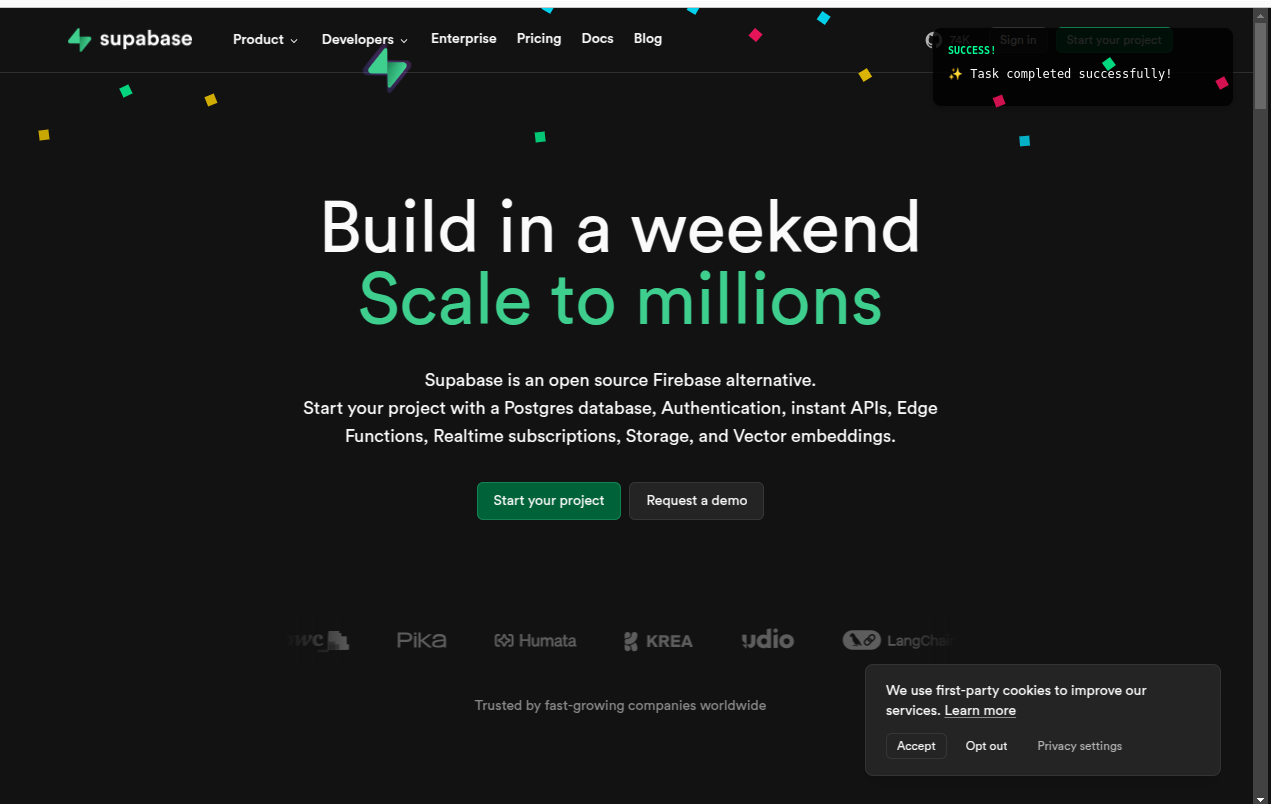 supabase
Product
Developers
Enterprise
Pricing
Docs
Blog
74K
Sign in
Start your project
SUCCESS!
✨ Task completed successfully!
Build in a weekend
Scale to millions
Supabase is an open source Firebase alternative.
Start your project with a Postgres database, Authentication, instant APIs, Edge
Functions, Realtime subscriptions, Storage, and Vector embeddings.
Start your project
Request a demo
pwc
Pika
Humata
KREA
udio
LangChain
Trusted by fast-growing companies worldwide
We use first-party cookies to improve our
services. Learn more
Accept
Opt out
Privacy settings